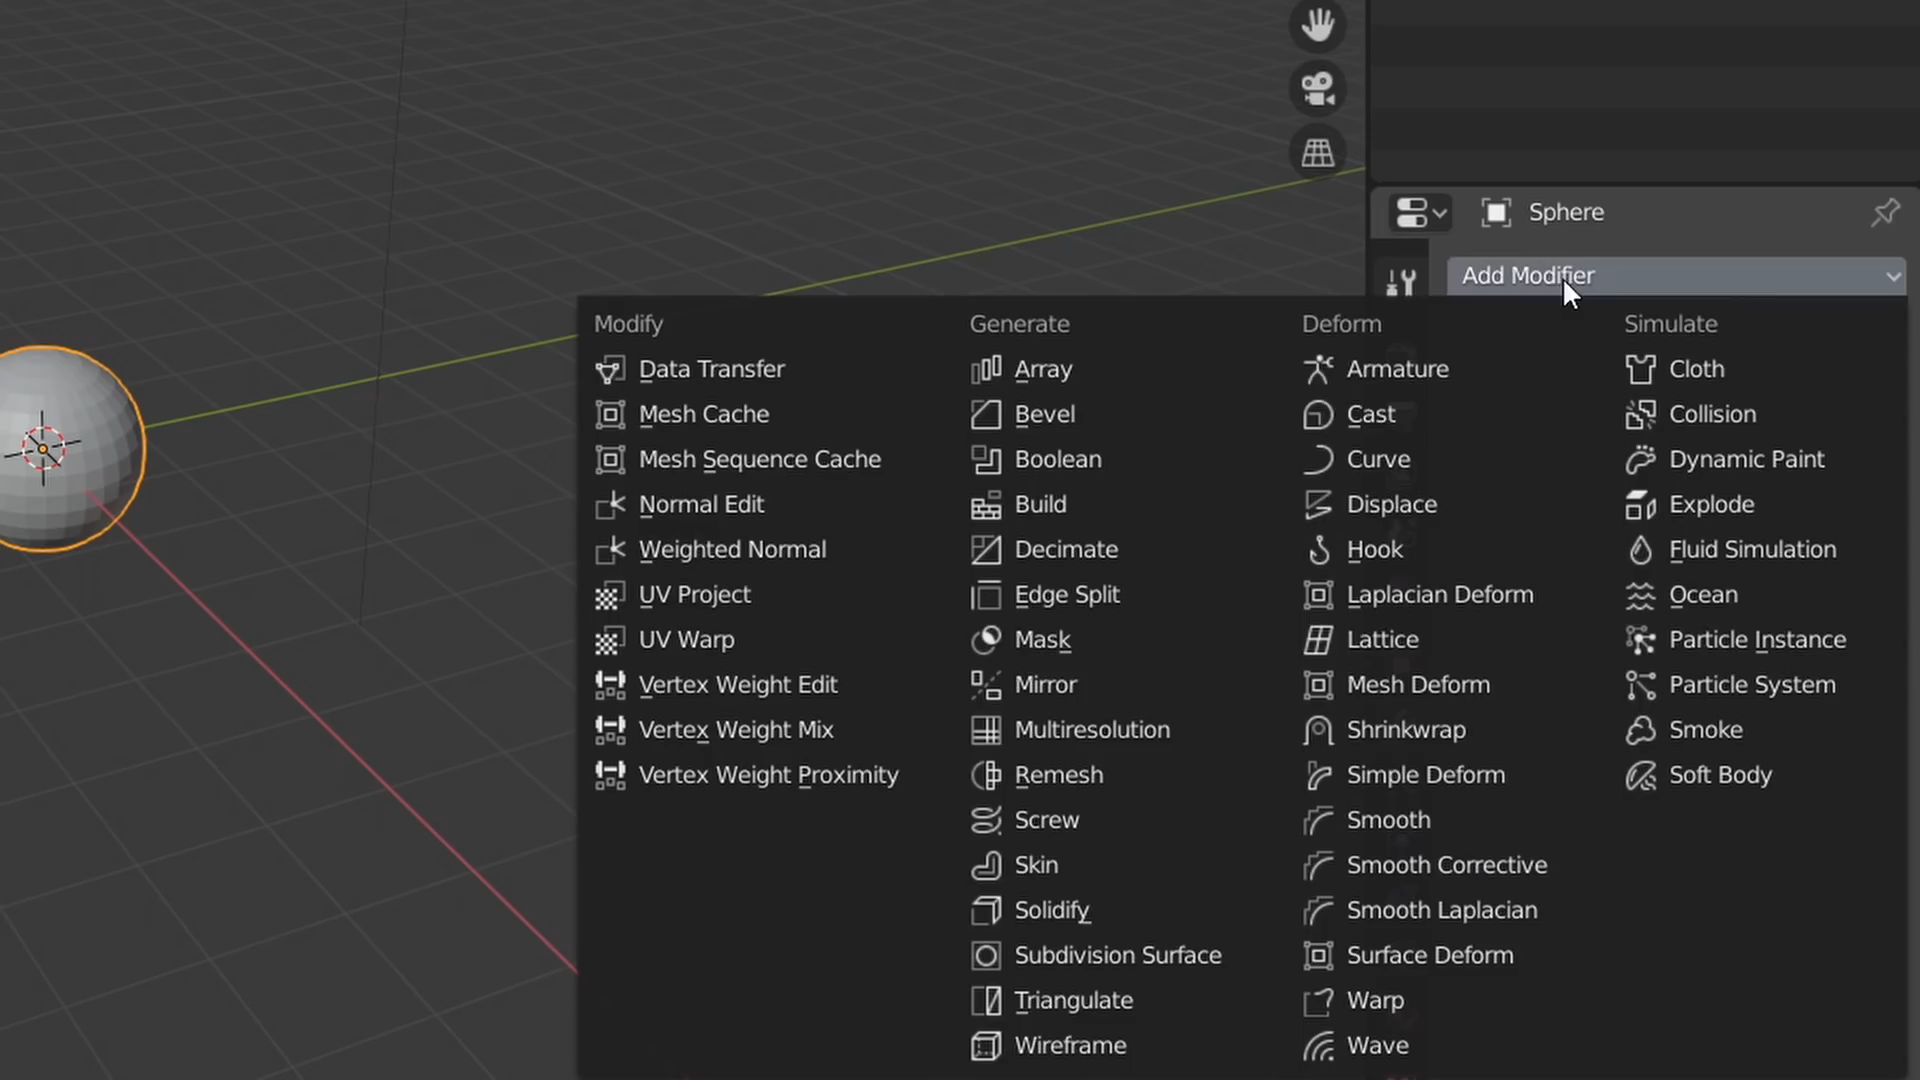 Sphere
Add Modifier
Modify
Data Transfer
Mesh Cache
Mesh Sequence Cache
Normal Edit
Weighted Normal
UV Project
UV Warp
Vertex Weight Edit
Vertex Weight Mix
Vertex Weight Proximity
Generate
Array
Bevel
Boolean
Build
Decimate
Edge Split
Mask
Mirror
Multiresolution
Remesh
Screw
Skin
Solidify
Subdivision Surface
Triangulate
Wireframe
Deform
Armature
Cast
Curve
Displace
Hook
Laplacian Deform
Lattice
Mesh Deform
Shrinkwrap
Simple Deform
Smooth
Smooth Corrective
Smooth Laplacian
Surface Deform
Warp
Wave
Simulate
Cloth
Collision
Dynamic Paint
Explode
Fluid Simulation
Ocean
Particle Instance
Particle System
Smoke
Soft Body